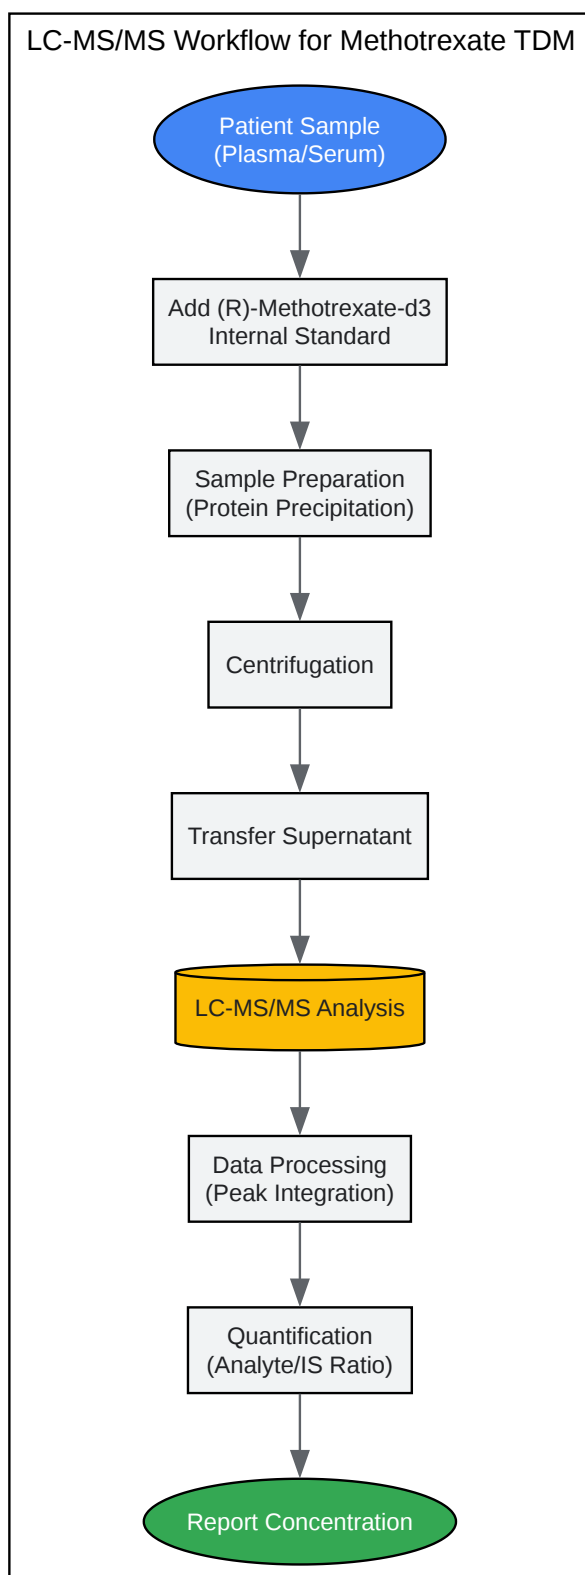 LC-MS/MS Workflow for Methotrexate TDM
Patient Sample
(Plasma/Serum)
Add (R)-Methotrexate-d3
Internal Standard
Sample Preparation
(Protein Precipitation)
Centrifugation
Transfer Supernatant
LC-MS/MS Analysis
Data Processing
(Peak Integration)
Quantification
(Analyte/IS Ratio)
Report Concentration